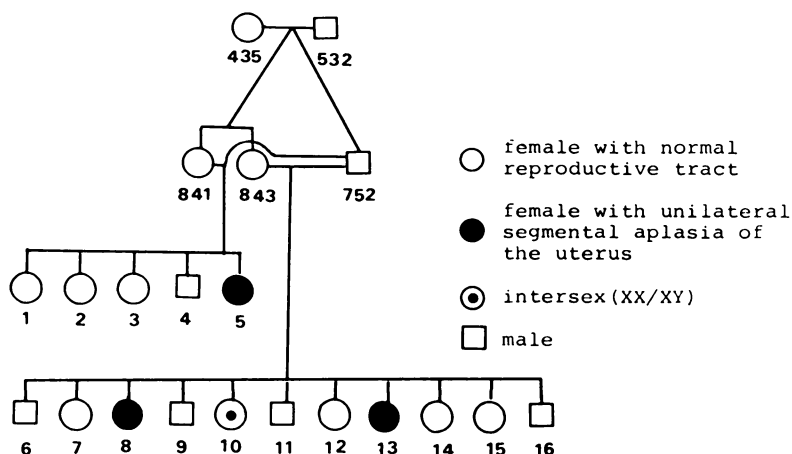 435 532
841 843 752
female with normal
reproductive tract
female with unilateral
segmental aplasia of
the uterus
intersex(XX/XY)
male
1 2 3 4 5
6 7 8 9 10 11 12 13 14 15 16